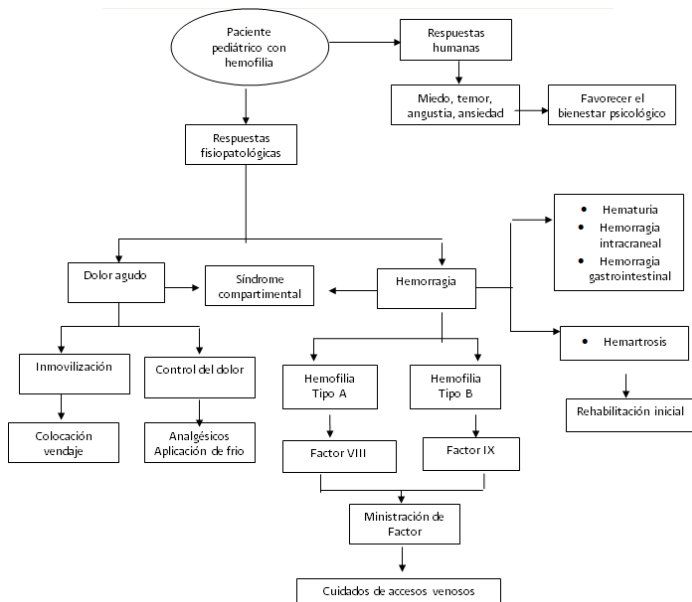 Paciente
pediátrico con
hemofilia
Respuestas
humanas
Miedo, temor,
angustia, ansiedad
Favorecer el
bienestar psicológico
Respuestas
fisiopatológicas
• Hematuria
• Hemorragia
intracraneal
• Hemorragia
gastrointestinal
Dolor agudo
Síndrome
compartimental
Hemorragia
• Hemartrosis
Inmovilización
Control del dolor
Hemofilia
Tipo A
Hemofilia
Tipo B
Rehabilitación inicial
Colocación
vendaje
Analgésicos
Aplicación de frio
Factor VIII
Factor IX
Ministración de
Factor
Cuidados de accesos venosos